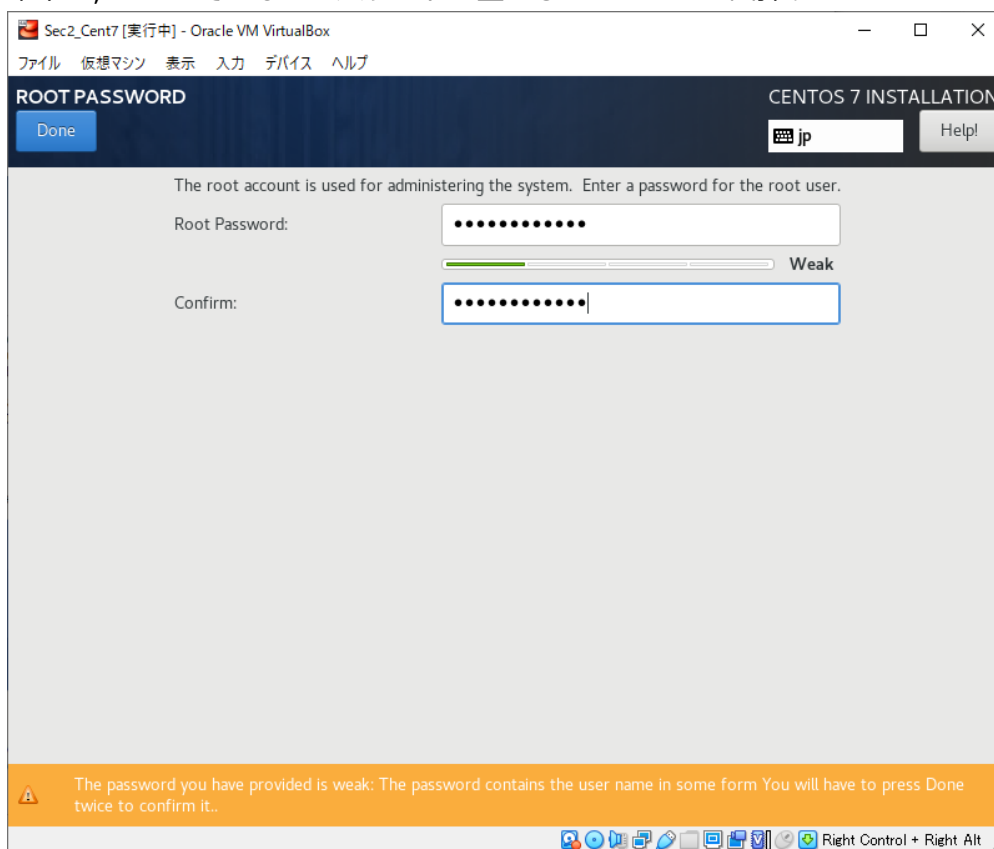 Sec2_Cent7 [実行中] - Oracle VM VirtualBox
ファイル 仮想マシン 表示 入力 デバイス ヘルプ
ROOT PASSWORD
CENTOS 7 INSTALLATION
Done
jp
Help!
The root account is used for administering the system. Enter a password for the root user.
Root Password:
●●●●●●●●●●●●
Weak
Confirm:
●●●●●●●●●●●●
The password you have provided is weak: The password contains the user name in some form You will have to press Done
twice to confirm it..
Right Control + Right Alt